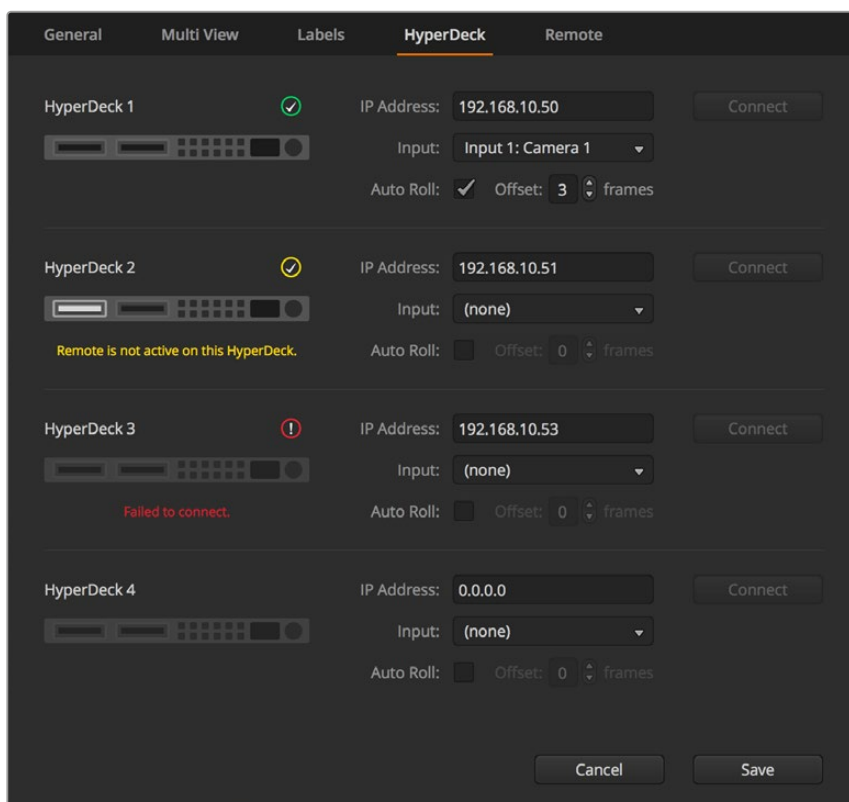 General Multi View Labels HyperDeck Remote
HyperDeck 1 IP Address: 192.168.10.50 Connect
Input: Input 1: Camera 1
Auto Roll: Offset: 3 frames
HyperDeck 2 IP Address: 192.168.10.51 Connect
Input: (none)
Remote is not active on this HyperDeck. Auto Roll: Offset: 0 frames
HyperDeck 3 IP Address: 192.168.10.53 Connect
Input: (none)
Failed to connect. Auto Roll: Offset: 0 frames
HyperDeck 4 IP Address: 0.0.0.0 Connect
Input: (none)
Auto Roll: Offset: 0 frames
Cancel Save